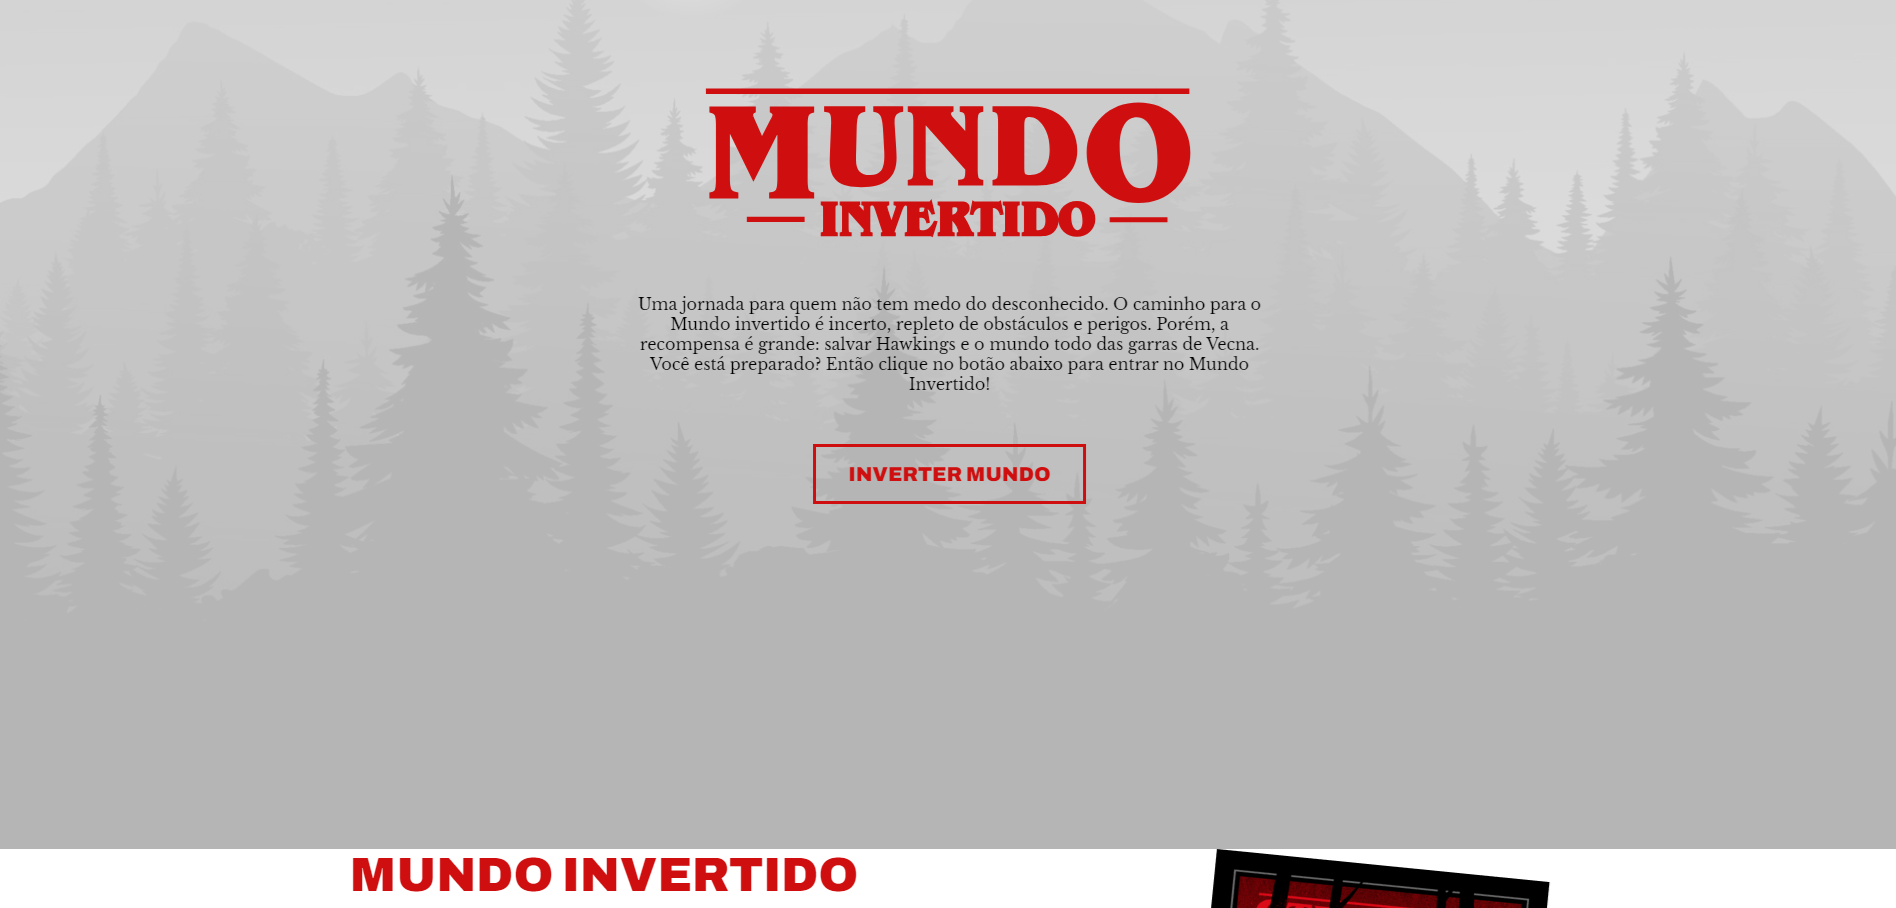 MUNDO
INVERTIDO
Uma jornada para quem não tem medo do desconhecido. O caminho para o
Mundo invertido é incerto, repleto de obstáculos e perigos. Porém, a
recompensa é grande: salvar Hawkings e o mundo todo das garras de Vecna.
Você está preparado? Então clique no botão abaixo para entrar no Mundo
Invertido!
INVERTER MUNDO
MUNDO INVERTIDO